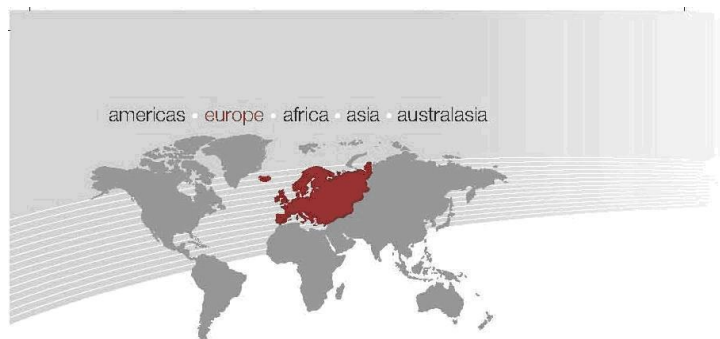 americas • europe • africa • asia • australasia